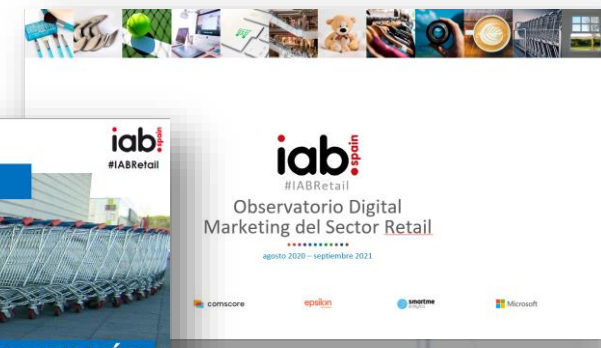 iab
spain
#IABRetail
iab
spain
#IABRetail
Observatorio Digital
Marketing del Sector Retail
agosto 2020 – septiembre 2021
comscore
epsilon
smartme
analytics
Microsoft